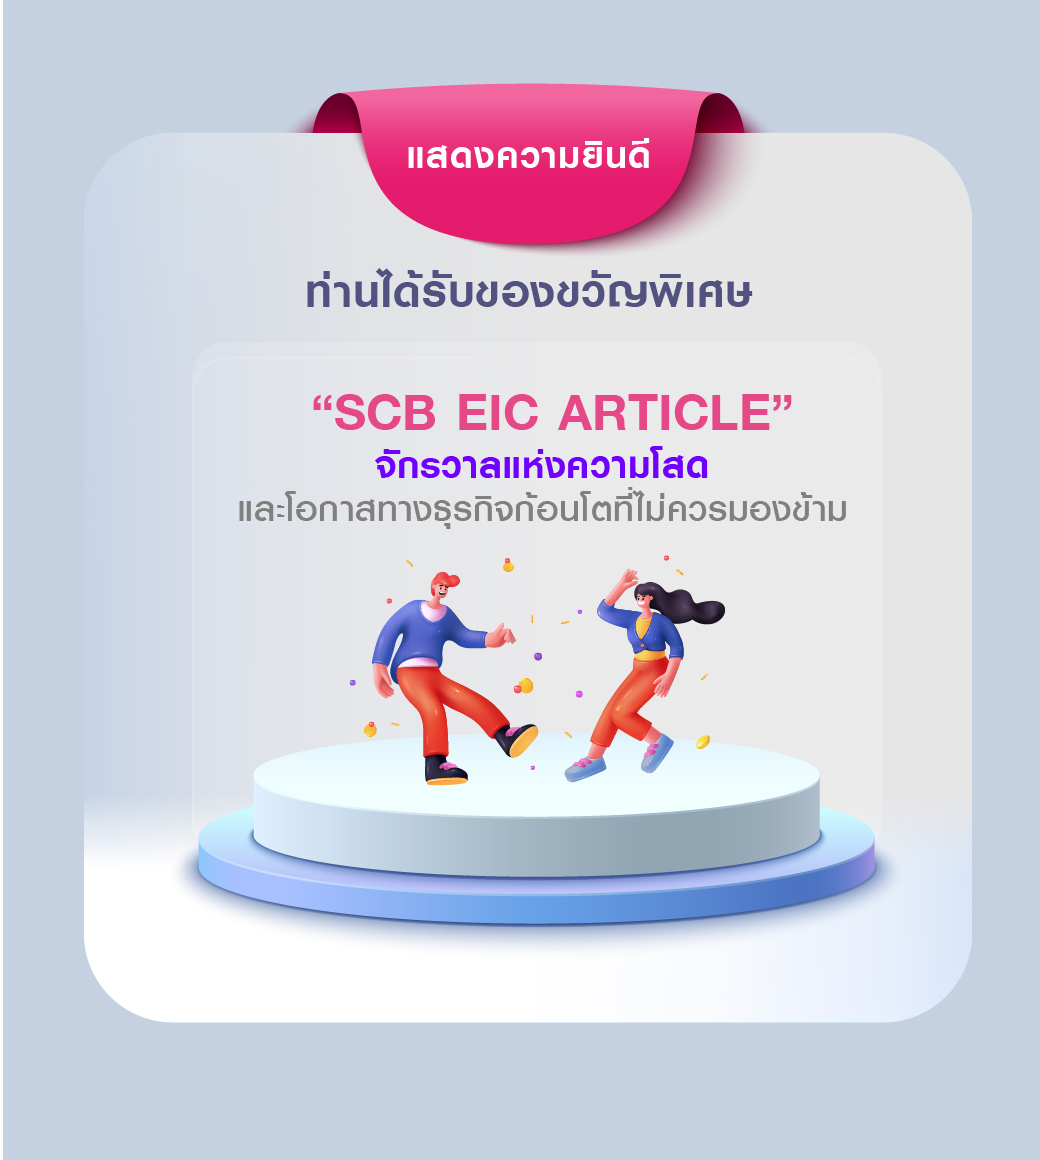 แสดงความยินดี
ท่านได้รับของขวัญพิเศษ
“SCB EIC ARTICLE”
จักรวาลแห่งความโสด
และโอกาสทางธุรกิจก้อนโตที่ไม่ควรมองข้าม